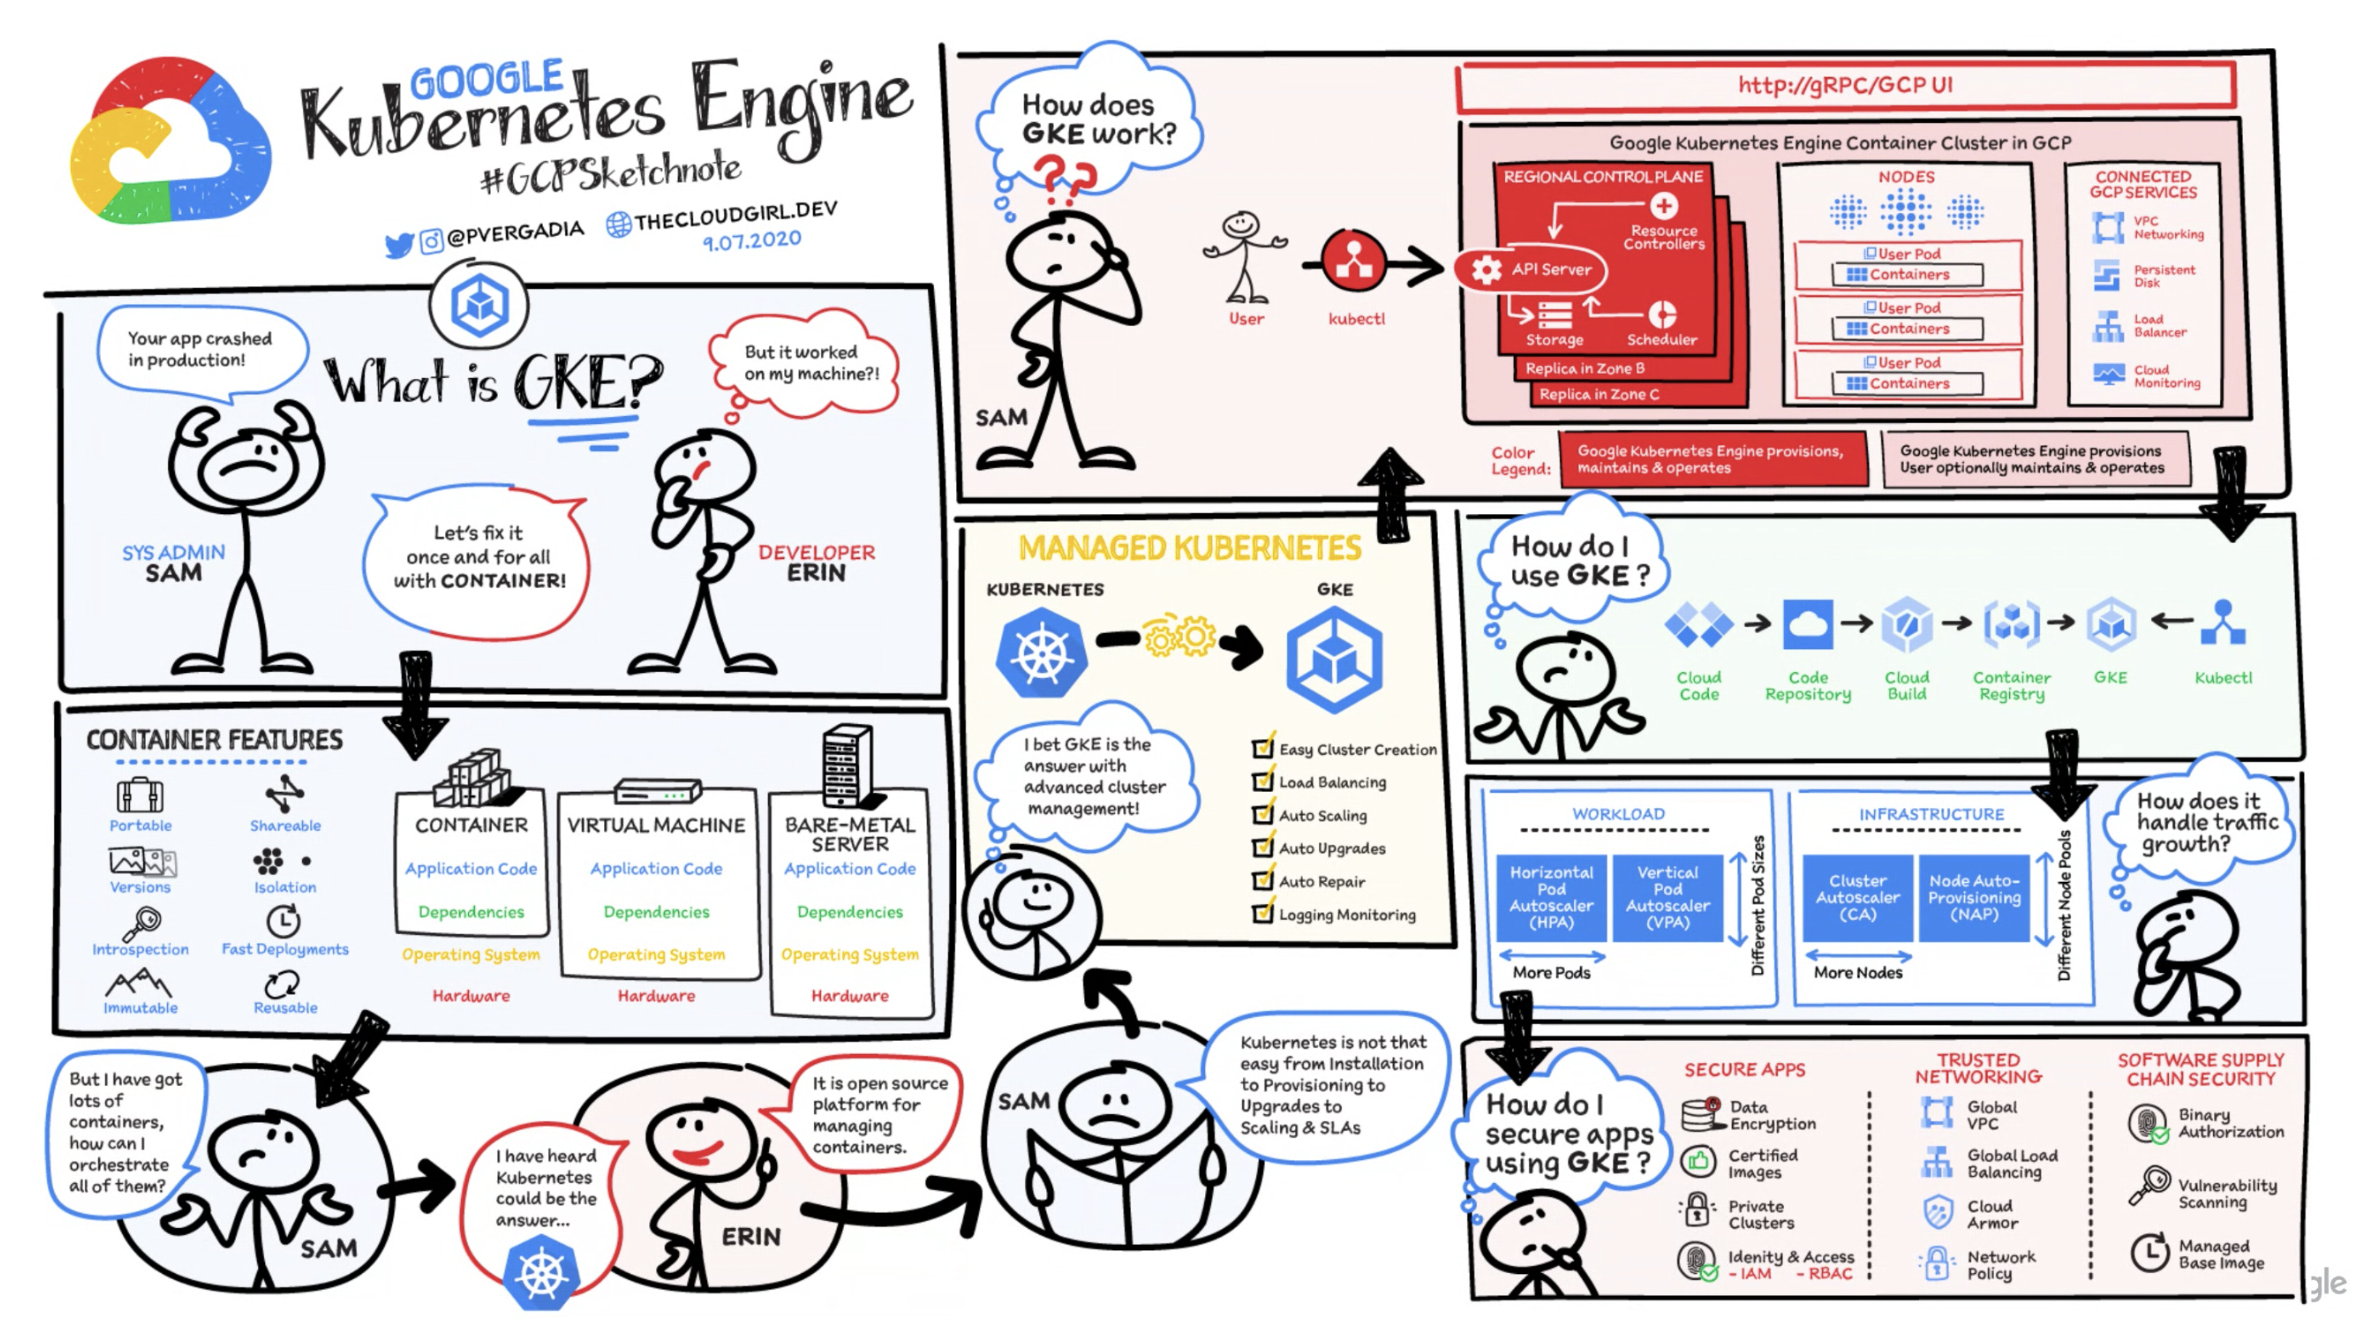 GOOGLE
Kubernetes Engine
#GCPSketchnote
@PVERGADIA
THECLOUDGIRL.DEV
9.07.2020
What is GKE?
Your app crashed
in production!
But it worked
on my machine?!
SYS ADMIN
SAM
Let's fix it
once and for all
with CONTAINER!
DEVELOPER
ERIN
CONTAINER FEATURES
Portable
Shareable
Versions
Isolation
Introspection
Fast Deployments
Immutable
Reusable
CONTAINER
Application Code
Dependencies
Operating System
Hardware
VIRTUAL MACHINE
Application Code
Dependencies
Operating System
Hardware
BARE-METAL
SERVER
Application Code
Dependencies
Operating System
Hardware
But I have got
lots of
containers,
how can I
orchestrate
all of them?
SAM
I have heard
Kubernetes
could be the
answer...
It is open source
platform for
managing
containers.
ERIN
SAM
Kubernetes is not that
easy from Installation
to Provisioning to
Upgrades to
Scaling & SLAs
MANAGED KUBERNETES
KUBERNETES
GKE
I bet GKE is the
answer with
advanced cluster
management!
Easy Cluster Creation
Load Balancing
Auto Scaling
Auto Upgrades
Auto Repair
Logging Monitoring
How does
GKE work?
??
SAM
User
kubectl
http://gRPC/GCP UI
Google Kubernetes Engine Container Cluster in GCP
REGIONAL CONTROL PLANE
Resource
Controllers
API Server
Storage
Scheduler
Replica in Zone B
Replica in Zone C
NODES
User Pod
Containers
User Pod
Containers
User Pod
Containers
CONNECTED
GCP SERVICES
VPC
Networking
Persistent
Disk
Load
Balancer
Cloud
Monitoring
Color
Legend:
Google Kubernetes Engine provisions,
maintains & operates
Google Kubernetes Engine provisions
User optionally maintains & operates
How do I
use GKE ?
Cloud
Code
Code
Repository
Cloud
Build
Container
Registry
GKE
Kubectl
WORKLOAD
Horizontal
Pod
Autoscaler
(HPA)
Vertical
Pod
Autoscaler
(VPA)
More Pods
Different Pod Sizes
INFRASTRUCTURE
Cluster
Autoscaler
(CA)
Node Auto-
Provisioning
(NAP)
More Nodes
Different Node Pools
How does it
handle traffic
growth?
How do I
secure apps
using GKE ?
SECURE APPS
Data
Encryption
Certified
Images
Private
Clusters
Idenity & Access
- IAM - RBAC
TRUSTED
NETWORKING
Global
VPC
Global Load
Balancing
Cloud
Armor
Network
Policy
SOFTWARE SUPPLY
CHAIN SECURITY
Binary
Authorization
Vulnerability
Scanning
Managed
Base Image
gle